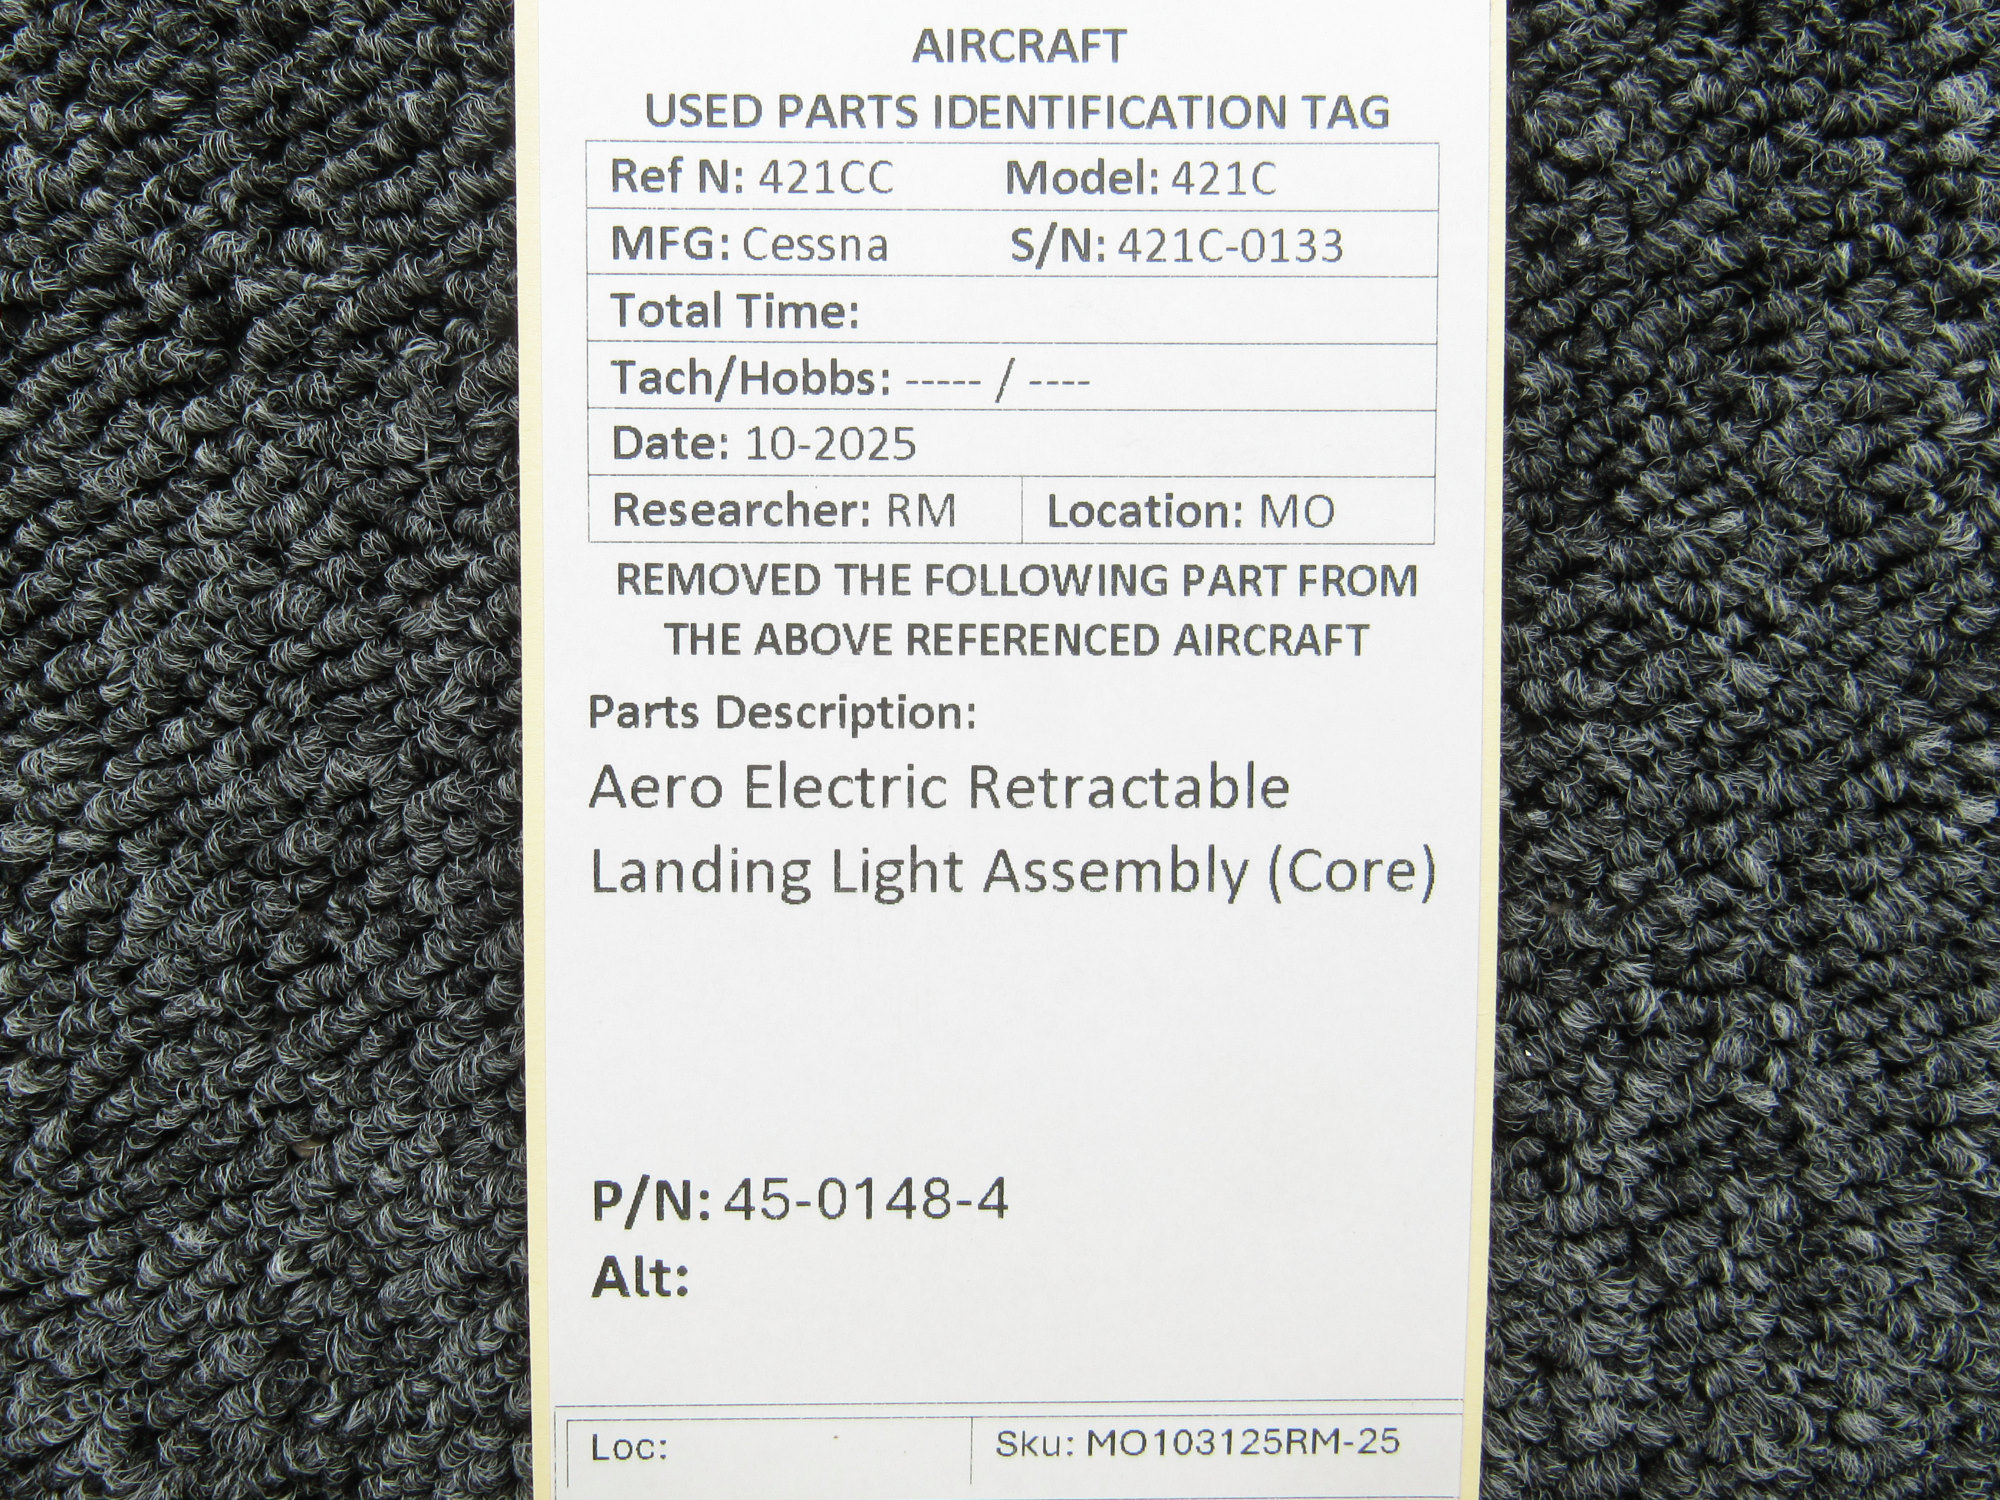 AIRCRAFT
USED PARTS IDENTIFICATION TAG
Ref N: 421CC Model: 421C
MFG: Cessna S/N: 421C-0133
Total Time:
Tach/Hobbs: ----- / ----
Date: 10-2025
Researcher: RM Location: MO
REMOVED THE FOLLOWING PART FROM
THE ABOVE REFERENCED AIRCRAFT
Parts Description:
Aero Electric Retractable
Landing Light Assembly (Core)
P/N: 45-0148-4
Alt:
Loc: Sku: MO103125RM-25